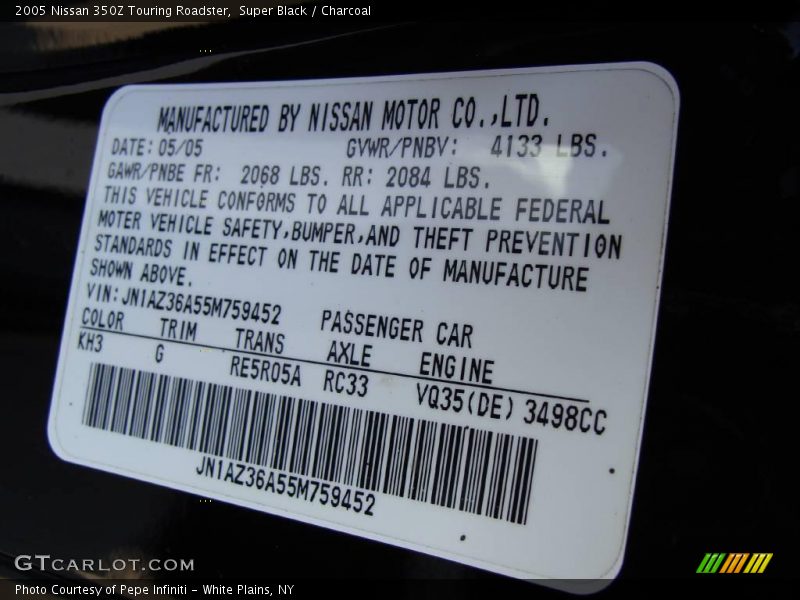 2005 Nissan 350Z Touring Roadster,  Super Black / Charcoal
MANUFACTURED BY NISSAN MOTOR CO.,LTD.
DATE: 05/05 GVWR/PNBV: 4133 LBS.
GAWR/PNBE FR: 2068 LBS. RR: 2084 LBS.
THIS VEHICLE CONFORMS TO ALL APPLICABLE FEDERAL
MOTER VEHICLE SAFETY,BUMPER,AND THEFT PREVENTION
STANDARDS IN EFFECT ON THE DATE OF MANUFACTURE
SHOWN ABOVE.
VIN: JN1AZ36A55M759452 PASSENGER CAR
COLOR TRIM TRANS AXLE ENGINE
KH3 G RE5R05A RC33 VQ35(DE) 3498CC
JN1AZ36A55M759452
GTCARLOT.COM
Photo Courtesy of Pepe Infiniti - White Plains, NY